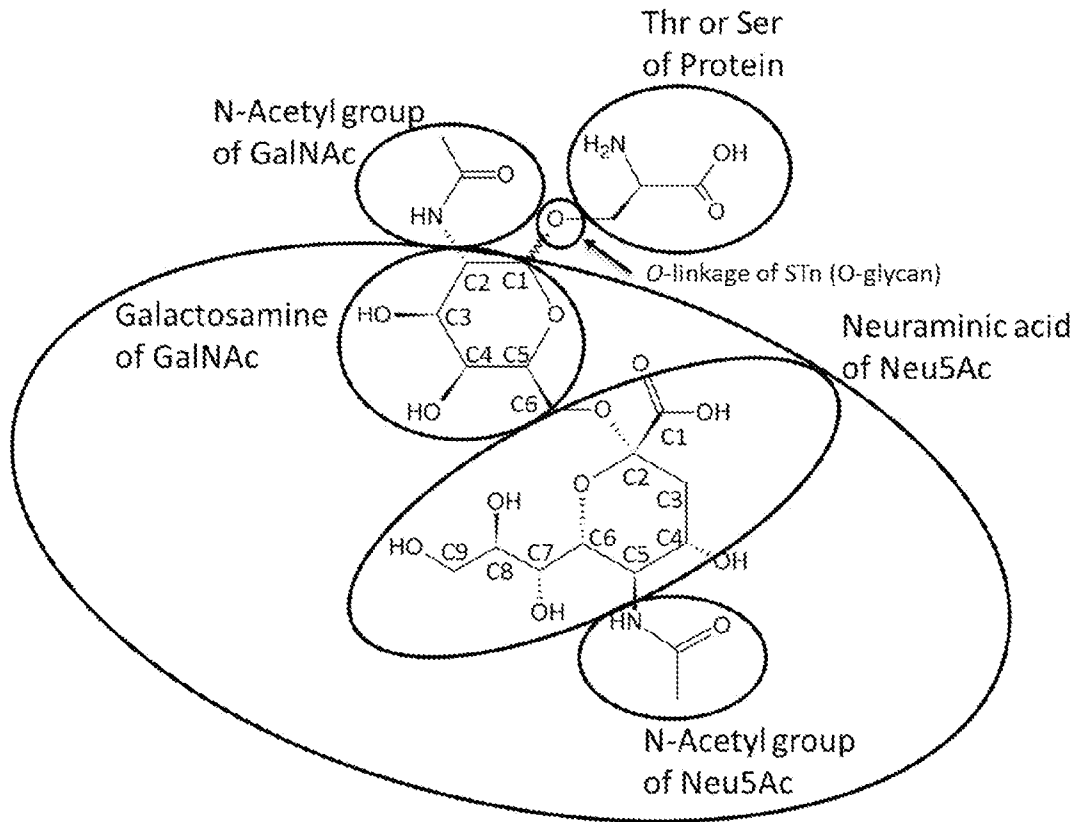 Thr or Ser
of Protein
N-Acetyl group
of GalNAc
H₂N
OH
O
O
HN
O
O-linkage of STn (O-glycan)
C2 C1
HO
C3
O
Galactosamine
of GalNAc
Neuraminic acid
of Neu5Ac
C4 C5
O
HO
C6
O
OH
C1
C2
O
C3
OH
HO
C9
C8
C7
C6
C5
C4
OH
OH
HN
O
N-Acetyl group
of Neu5Ac